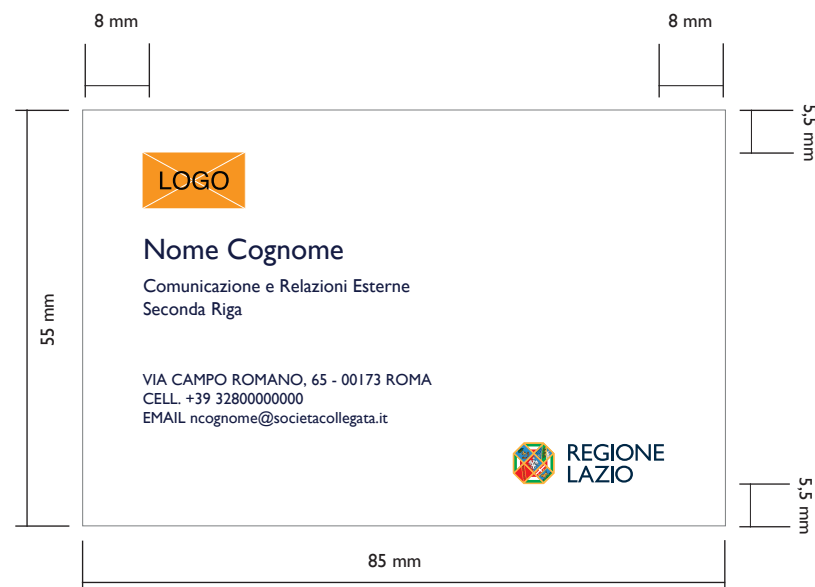 8 mm
8 mm
5,5 mm
LOGO
Nome Cognome
Comunicazione e Relazioni Esterne
Seconda Riga
55 mm
VIA CAMPO ROMANO, 65 - 00173 ROMA
CELL. +39 32800000000
EMAIL ncognome@societacollegata.it
REGIONE
LAZIO
5,5 mm
85 mm